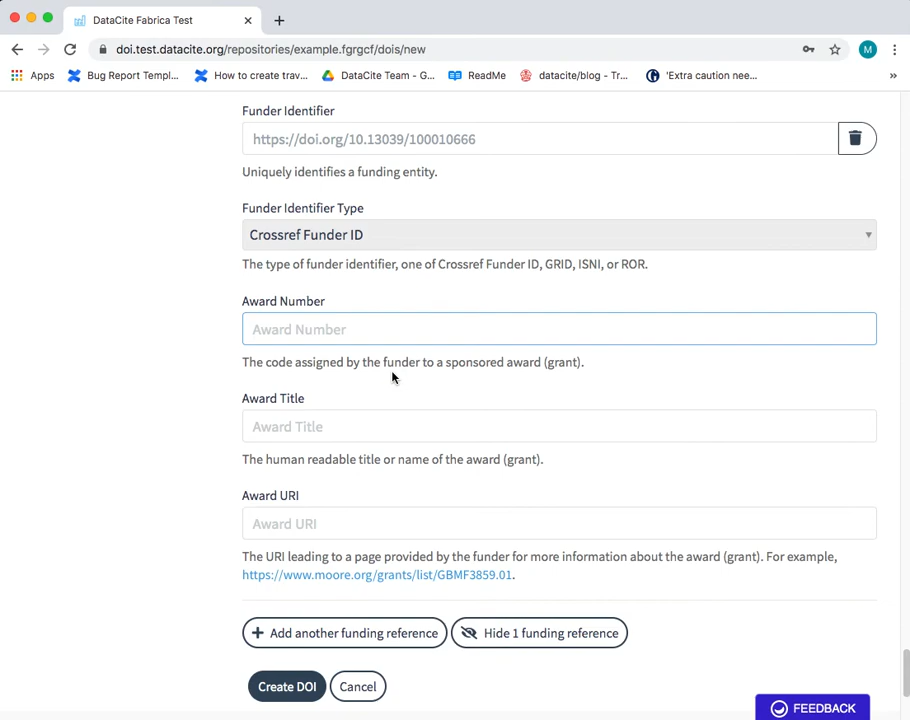 DataCite Fabrica Test
doi.test.datacite.org/repositories/example.fgrgcf/dois/new
M
Apps Bug Report Templ... How to create trav... DataCite Team - G... ReadMe datacite/blog - Tr... 'Extra caution nee... »
Funder Identifier
https://doi.org/10.13039/100010666
Uniquely identifies a funding entity.
Funder Identifier Type
Crossref Funder ID
The type of funder identifier, one of Crossref Funder ID, GRID, ISNI, or ROR.
Award Number
Award Number
The code assigned by the funder to a sponsored award (grant).
Award Title
Award Title
The human readable title or name of the award (grant).
Award URI
Award URI
The URI leading to a page provided by the funder for more information about the award (grant). For example,
https://www.moore.org/grants/list/GBMF3859.01.
Add another funding reference Hide 1 funding reference
Create DOI Cancel
FEEDBACK